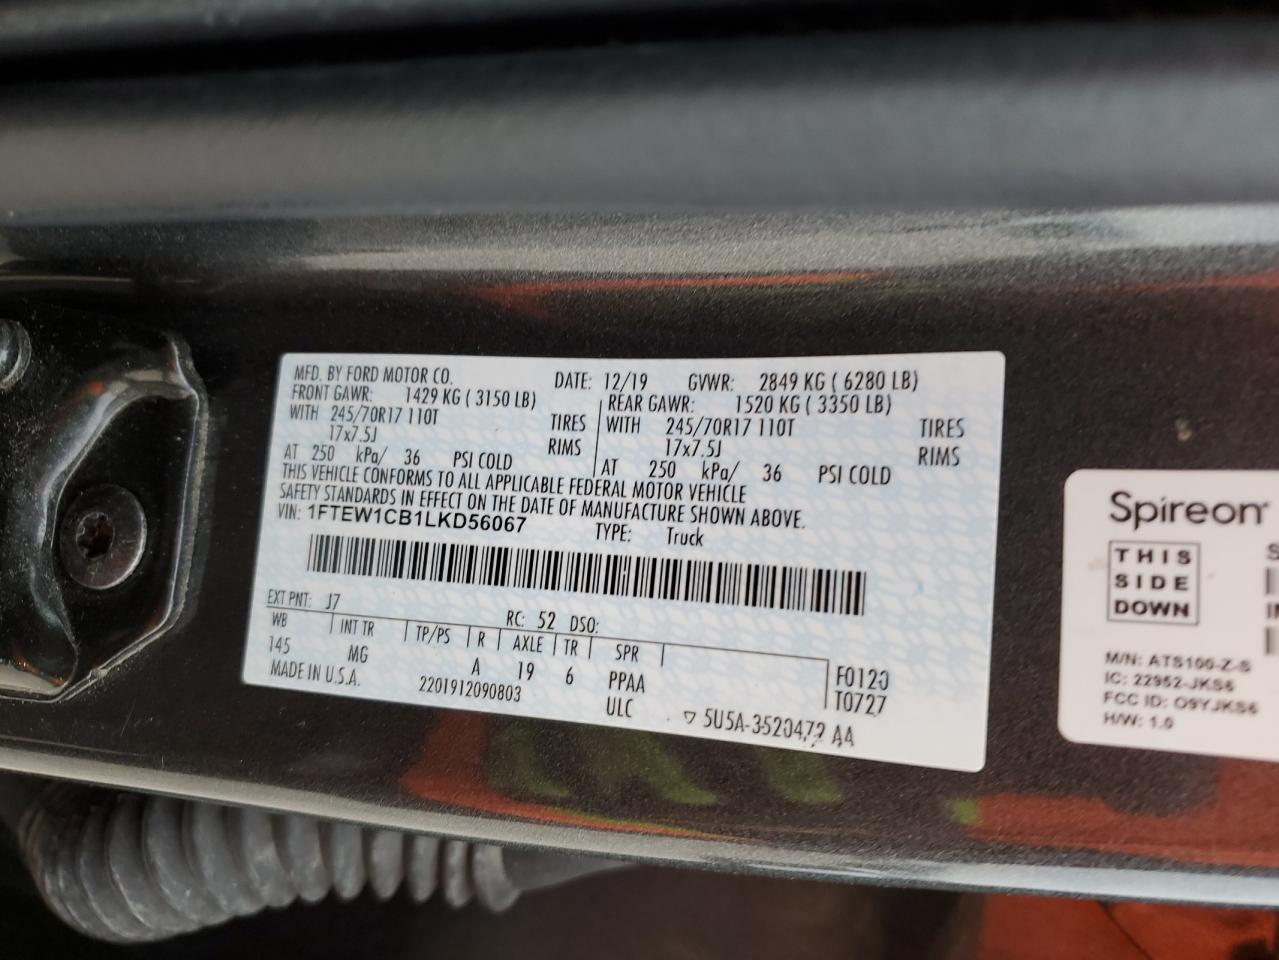 MFD. BY FORD MOTOR CO. DATE: 12/19 GVWR: 2849 KG ( 6280 LB)
FRONT GAWR: 1429 KG ( 3150 LB) REAR GAWR: 1520 KG ( 3350 LB)
WITH 245/70R17 110T TIRES WITH 245/70R17 110T TIRES
17x7.5J RIMS 17x7.5J RIMS
AT 250 kPa/ 36 PSI COLD AT 250 kPa/ 36 PSI COLD
THIS VEHICLE CONFORMS TO ALL APPLICABLE FEDERAL MOTOR VEHICLE
SAFETY STANDARDS IN EFFECT ON THE DATE OF MANUFACTURE SHOWN ABOVE.
VIN: 1FTEW1CB1LKD56067 TYPE: Truck
EXT PNT: J7 RC: 52 DSO:
WB INT TR TP/PS R AXLE TR SPR
145 MG A 19 6 PPAA F0120
MADE IN U.S.A. 2201912090803 ULC T0727
5U5A-3520472 AA
Spireon
THIS
SIDE
DOWN
M/N: ATS100-Z-S
IC: 22952-JKS6
FCC ID: O9YJKS6
H/W: 1.0